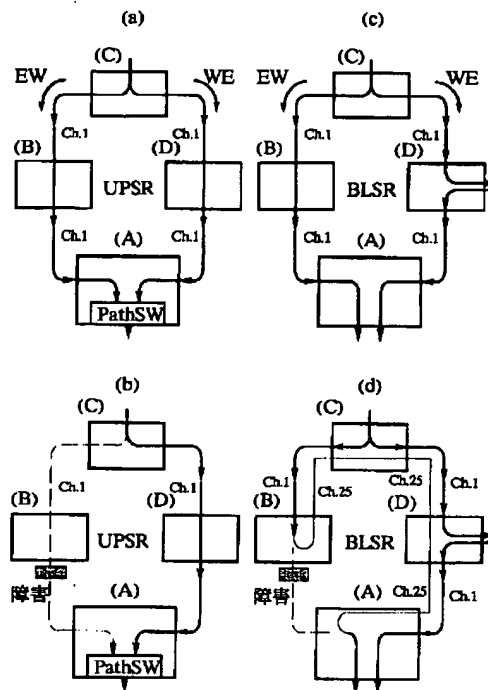 (a)
(C)
EW
WE
Ch.1
Ch.1
(B)
(D)
UPSR
Ch.1
Ch.1
(A)
PathSW
(c)
(C)
EW
WE
Ch.1
Ch.1
(B)
(D)
BLSR
Ch.1
Ch.1
(A)
(b)
(C)
Ch.1
Ch.1
(B)
(D)
UPSR
障害
(A)
PathSW
(d)
(C)
Ch.1
Ch.25
Ch.25
Ch.1
(B)
(D)
BLSR
障害
(A)
Ch.25
Ch.1